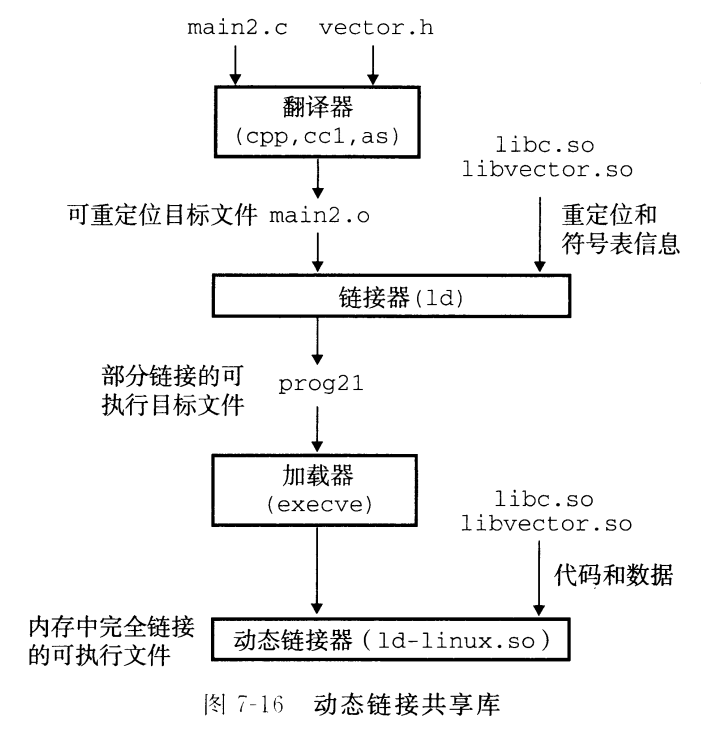 main2.c vector.h
翻译器
(cpp,cc1,as)
libc.so
libvector.so
可重定位目标文件 main2.o
重定位和
符号表信息
链接器(ld)
部分链接的可
执行目标文件
prog21
加载器
(execve)
libc.so
libvector.so
代码和数据
内存中完全链接
的可执行文件
动态链接器(ld-linux.so)
图 7-16 动态链接共享库